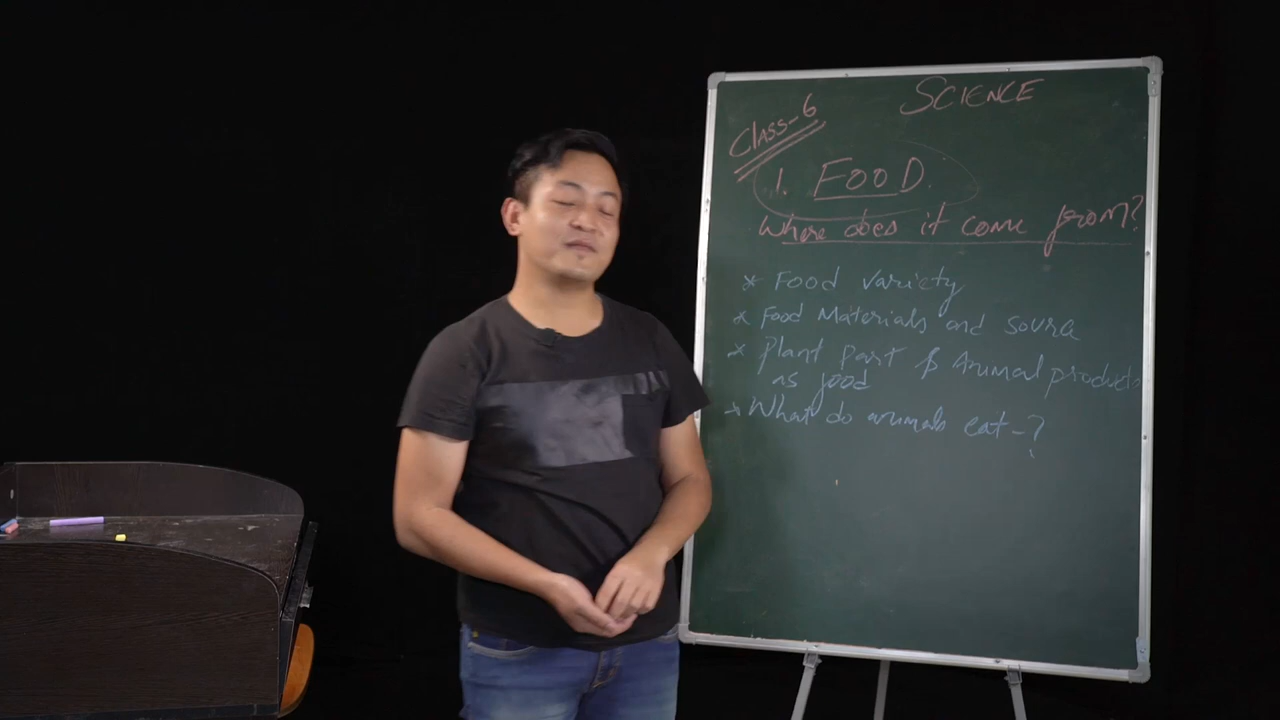 SCIENCE
Class-6
1. FOOD.
Where does it come from?
* Food variety
* Food Materials and source
* Plant part & Animal products
as food
* What do animals eat-?